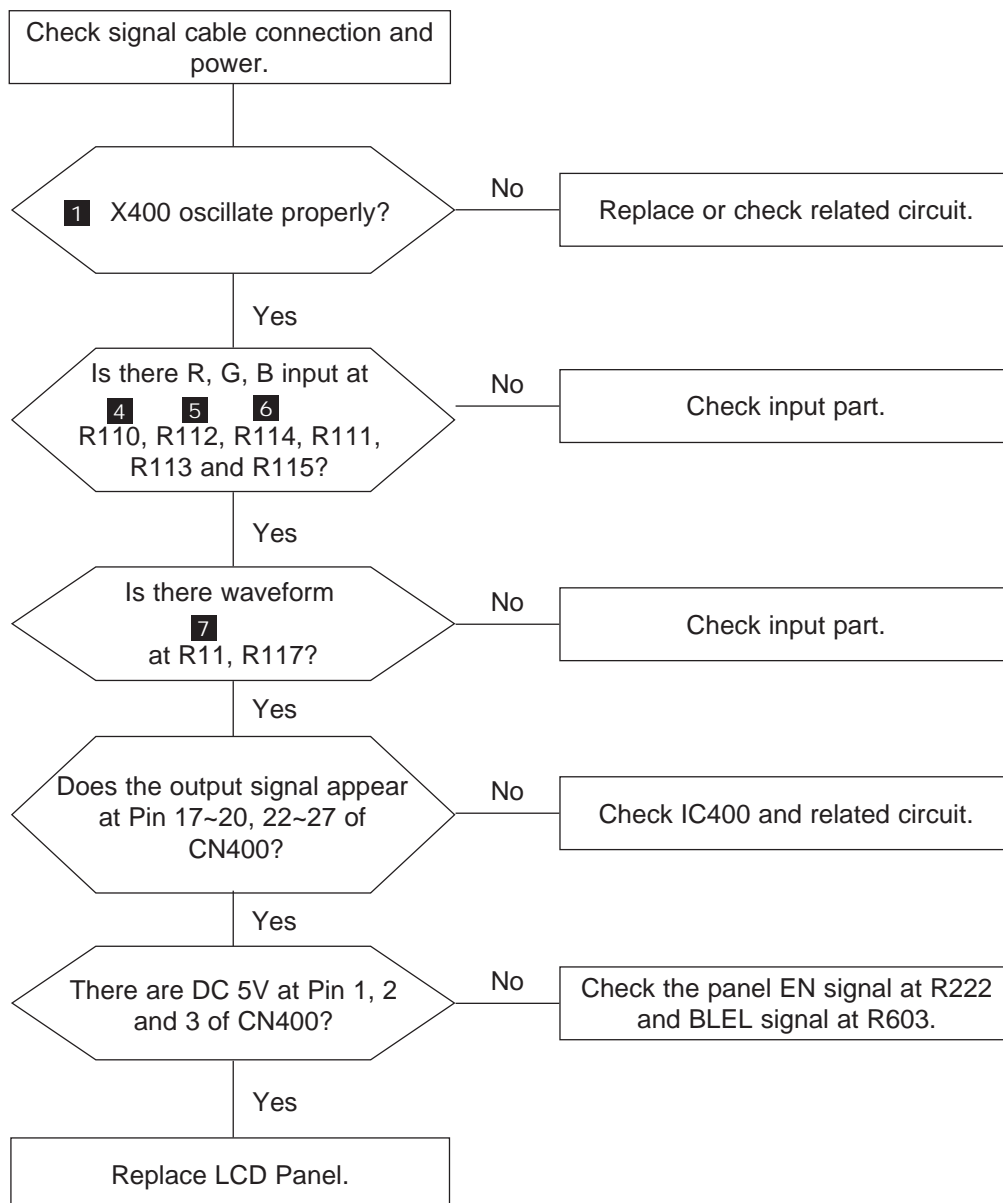 Check signal cable connection and
power.
1 X400 oscillate properly?
No
Replace or check related circuit.
Yes
Is there R, G, B input at
4 5 6
R110, R112, R114, R111,
R113 and R115?
No
Check input part.
Yes
Is there waveform
7
at R11, R117?
No
Check input part.
Yes
Does the output signal appear
at Pin 17~20, 22~27 of
CN400?
No
Check IC400 and related circuit.
Yes
There are DC 5V at Pin 1, 2
and 3 of CN400?
No
Check the panel EN signal at R222
and BLEL signal at R603.
Yes
Replace LCD Panel.